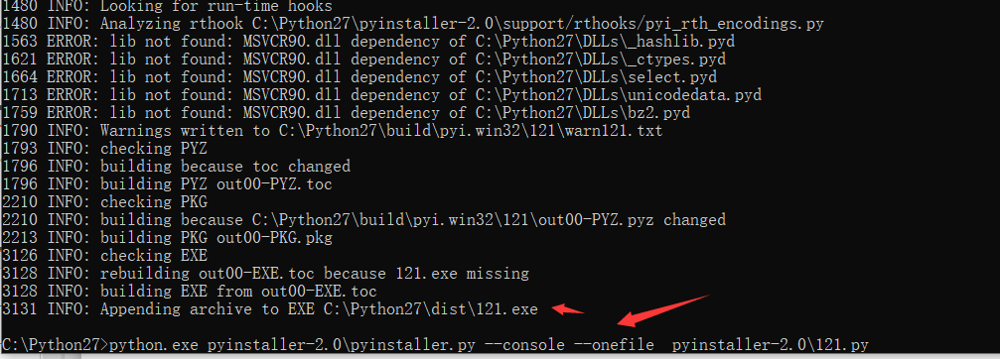 1480 INFO: Looking for run-time hooks
1480 INFO: Analyzing rthook C:\Python27\pyinstaller-2.0\support/rthooks/pyi_rth_encodings.py
1563 ERROR: lib not found: MSVCR90.dll dependency of C:\Python27\DLLs\_hashlib.pyd
1621 ERROR: lib not found: MSVCR90.dll dependency of C:\Python27\DLLs\_ctypes.pyd
1664 ERROR: lib not found: MSVCR90.dll dependency of C:\Python27\DLLs\select.pyd
1713 ERROR: lib not found: MSVCR90.dll dependency of C:\Python27\DLLs\unicodedata.pyd
1759 ERROR: lib not found: MSVCR90.dll dependency of C:\Python27\DLLs\bz2.pyd
1790 INFO: Warnings written to C:\Python27\build\pyi.win32\121\warn121.txt
1793 INFO: checking PYZ
1796 INFO: building because toc changed
1796 INFO: building PYZ out00-PYZ.toc
2210 INFO: checking PKG
2210 INFO: building because C:\Python27\build\pyi.win32\121\out00-PYZ.pyz changed
2213 INFO: building PKG out00-PKG.pkg
3126 INFO: checking EXE
3128 INFO: rebuilding out00-EXE.toc because 121.exe missing
3128 INFO: building EXE from out00-EXE.toc
3131 INFO: Appending archive to EXE C:\Python27\dist\121.exe
C:\Python27>python.exe pyinstaller-2.0\pyinstaller.py --console --onefile  pyinstaller-2.0\121.py